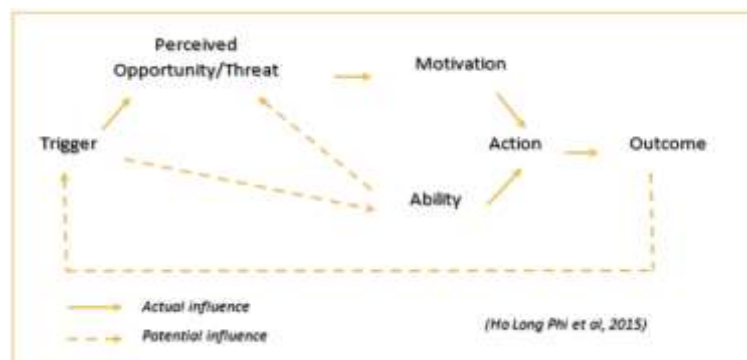 Perceived
Opportunity/Threat
Motivation
Trigger
Action
Outcome
Ability
Actual influence
Potential influence
(Ho Long Phi et al, 2015)